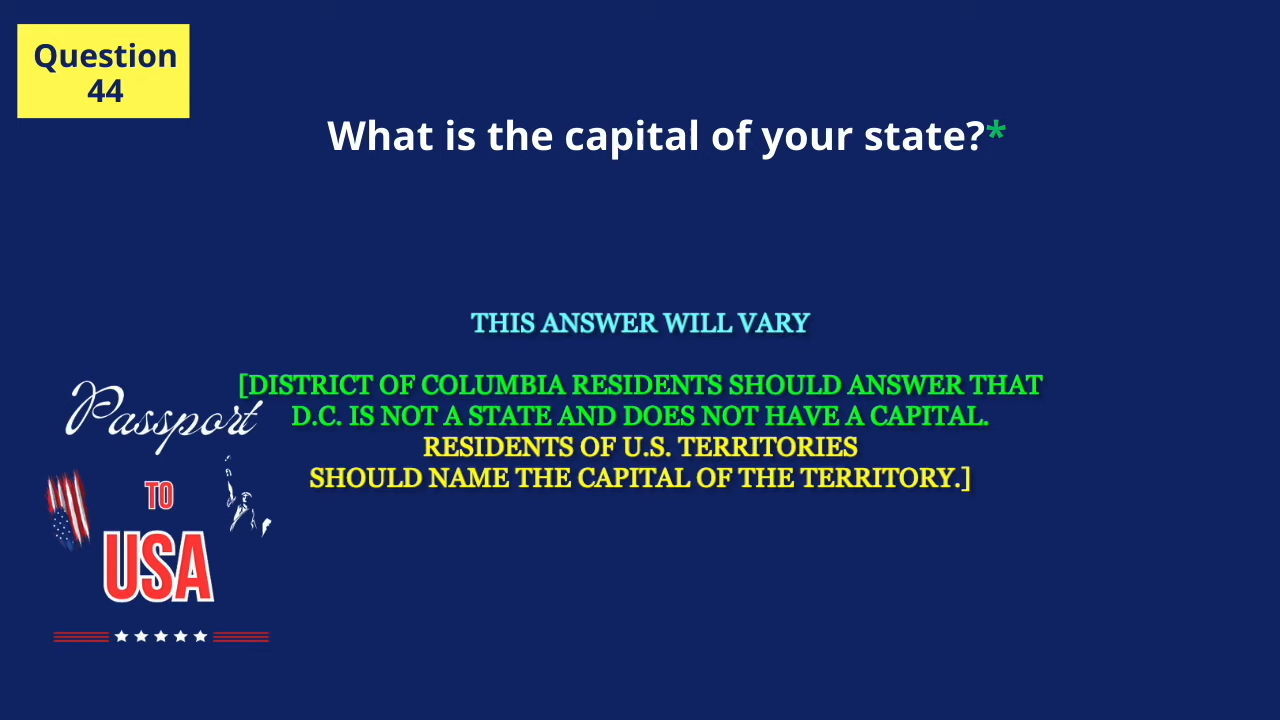 Question
44
What is the capital of your state?*
THIS ANSWER WILL VARY
[DISTRICT OF COLUMBIA RESIDENTS SHOULD ANSWER THAT
D.C. IS NOT A STATE AND DOES NOT HAVE A CAPITAL.
RESIDENTS OF U.S. TERRITORIES
SHOULD NAME THE CAPITAL OF THE TERRITORY.]
Passport
TO
USA